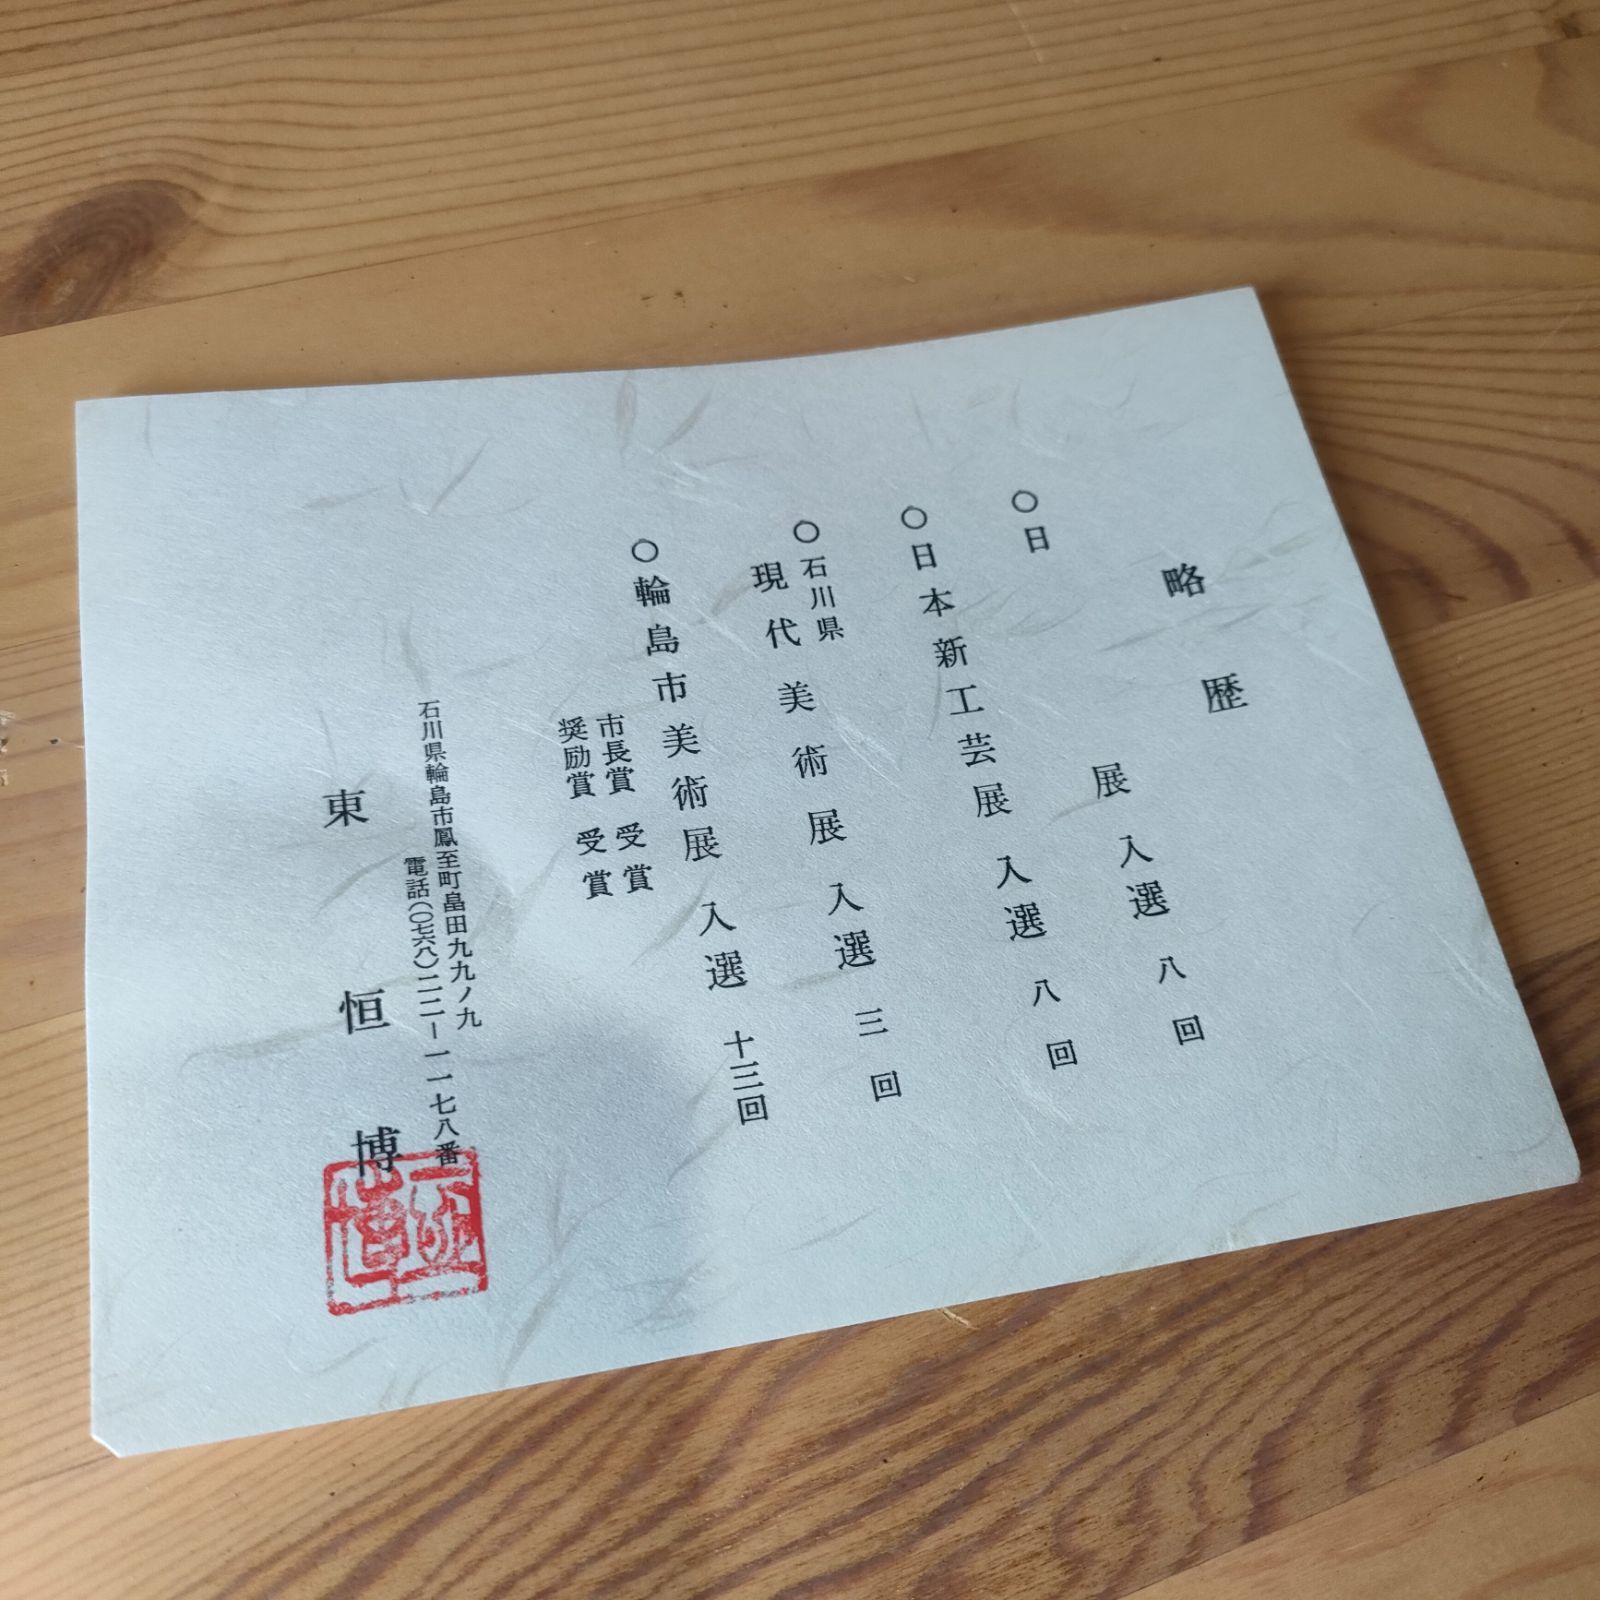 略歴
〇日展 入選 八回
〇日本新工芸展 入選 八回
〇石川県
現代美術展 入選 三回
〇輪島市美術展 入選 十三回
市長賞 受賞
奨励賞 受賞
石川県輪島市鳳至町畠田九九ノ九
電話(〇七六八)二二ー一一七八番
東恒博